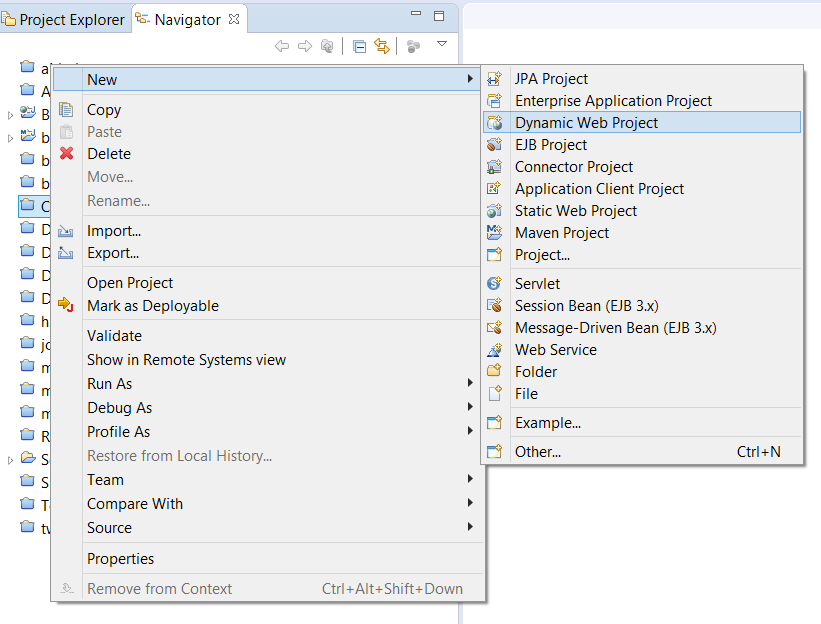 Project Explorer
Navigator
New
Copy
Paste
Delete
Move...
Rename...
Import...
Export...
Open Project
Mark as Deployable
Validate
Show in Remote Systems view
Run As
Debug As
Profile As
Restore from Local History...
Team
Compare With
Source
Properties
Remove from Context Ctrl+Alt+Shift+Down
JPA Project
Enterprise Application Project
Dynamic Web Project
EJB Project
Connector Project
Application Client Project
Static Web Project
Maven Project
Project...
Servlet
Session Bean (EJB 3.x)
Message-Driven Bean (EJB 3.x)
Web Service
Folder
File
Example...
Other... Ctrl+N